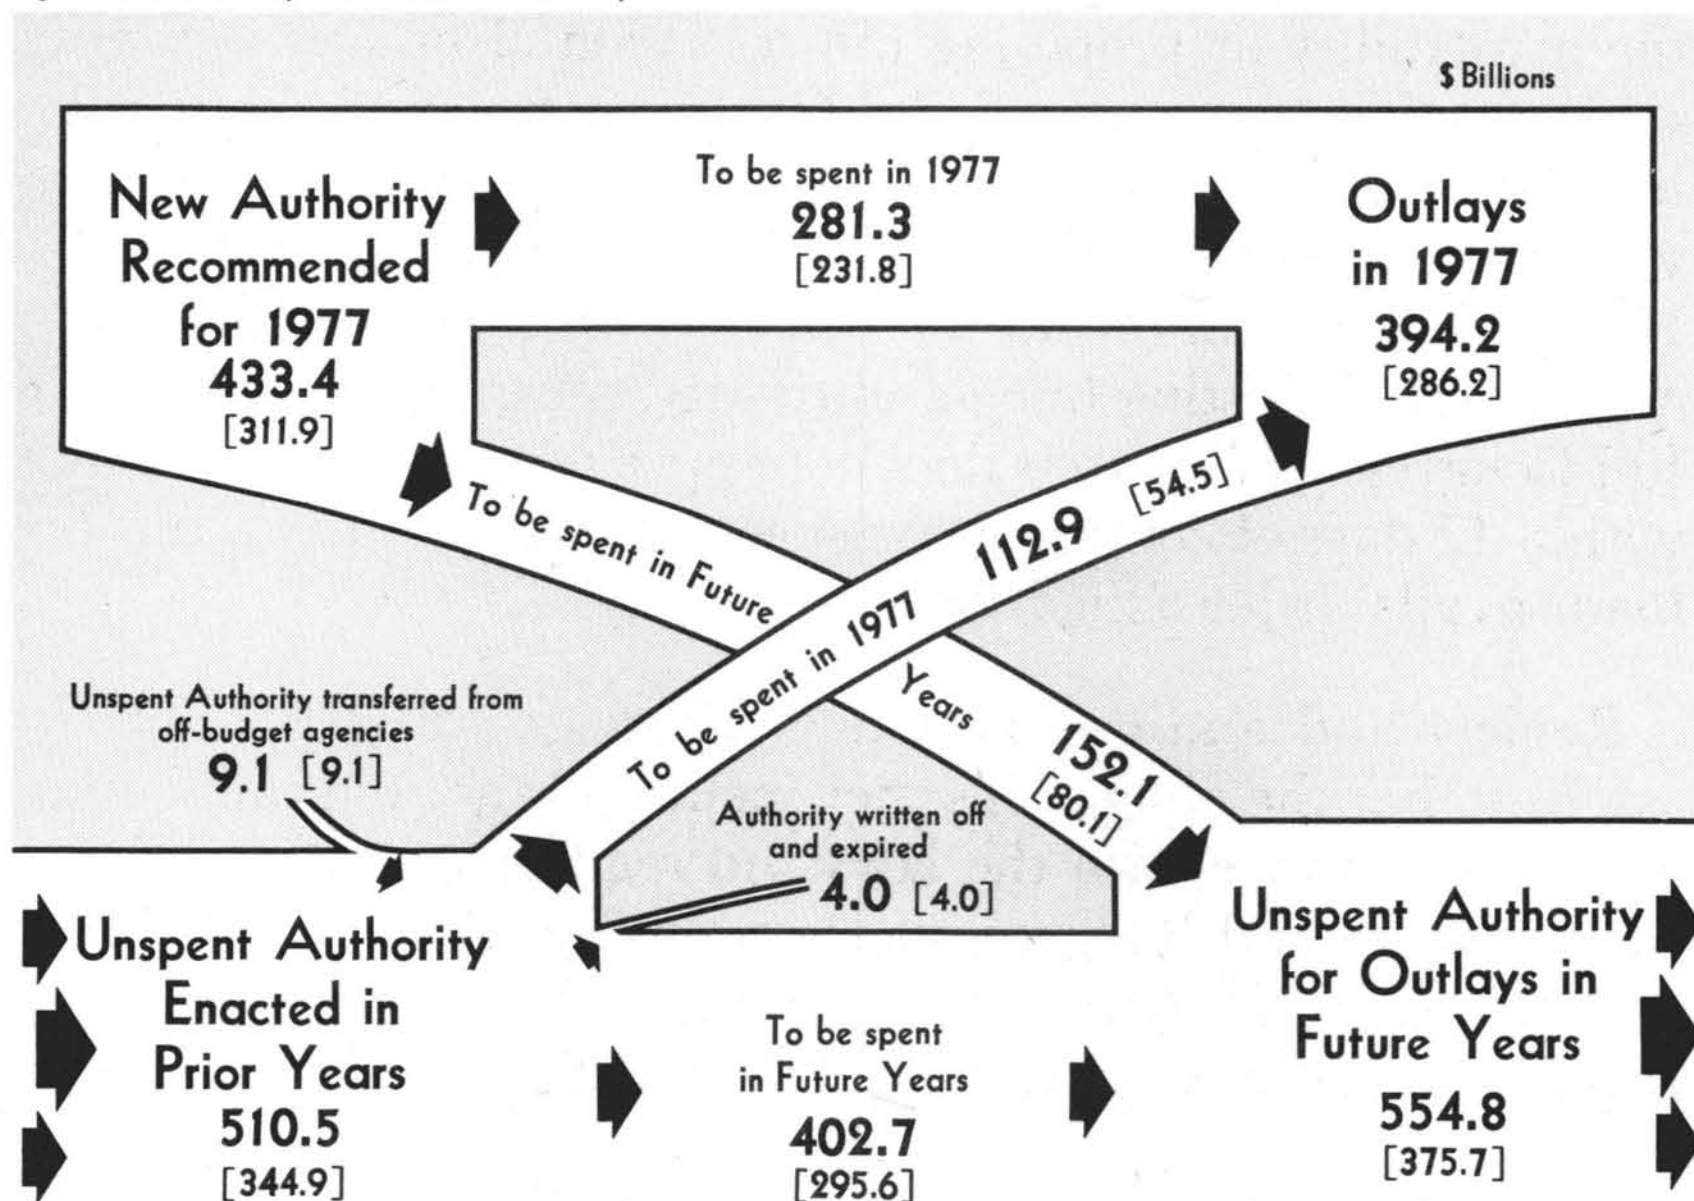 $ Billions
New Authority
Recommended
for 1977
433.4
[311.9]
To be spent in 1977
281.3
[231.8]
Outlays
in 1977
394.2
[286.2]
To be spent in Future
Years
152.1
[80.1]
To be spent in 1977 112.9 [54.5]
Unspent Authority transferred from
off-budget agencies
9.1 [9.1]
Authority written off
and expired
4.0 [4.0]
Unspent Authority
Enacted in
Prior Years
510.5
[344.9]
To be spent
in Future Years
402.7
[295.6]
Unspent Authority
for Outlays in
Future Years
554.8
[375.7]